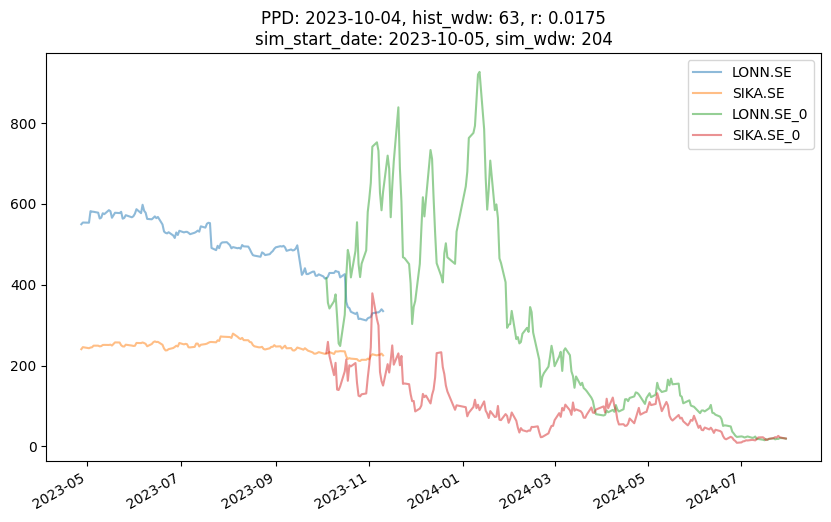 PPD: 2023-10-04, hist_wdw: 63, r: 0.0175
sim_start_date: 2023-10-05, sim_wdw: 204
LONN.SE
SIKA.SE
LONN.SE_0
SIKA.SE_0
800
600
400
200
0
2023-05
2023-07
2023-09
2023-11
2024-01
2024-03
2024-05
2024-07